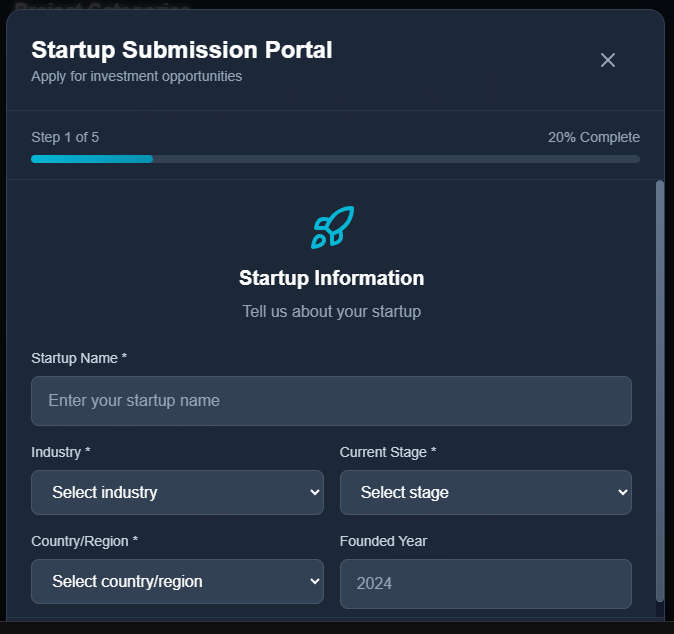 Project Categories
Startup Submission Portal
Apply for investment opportunities
Step 1 of 5
20% Complete
Startup Information
Tell us about your startup
Startup Name *
Enter your startup name
Industry *
Current Stage *
Select industry
Select stage
Country/Region *
Founded Year
Select country/region
2024